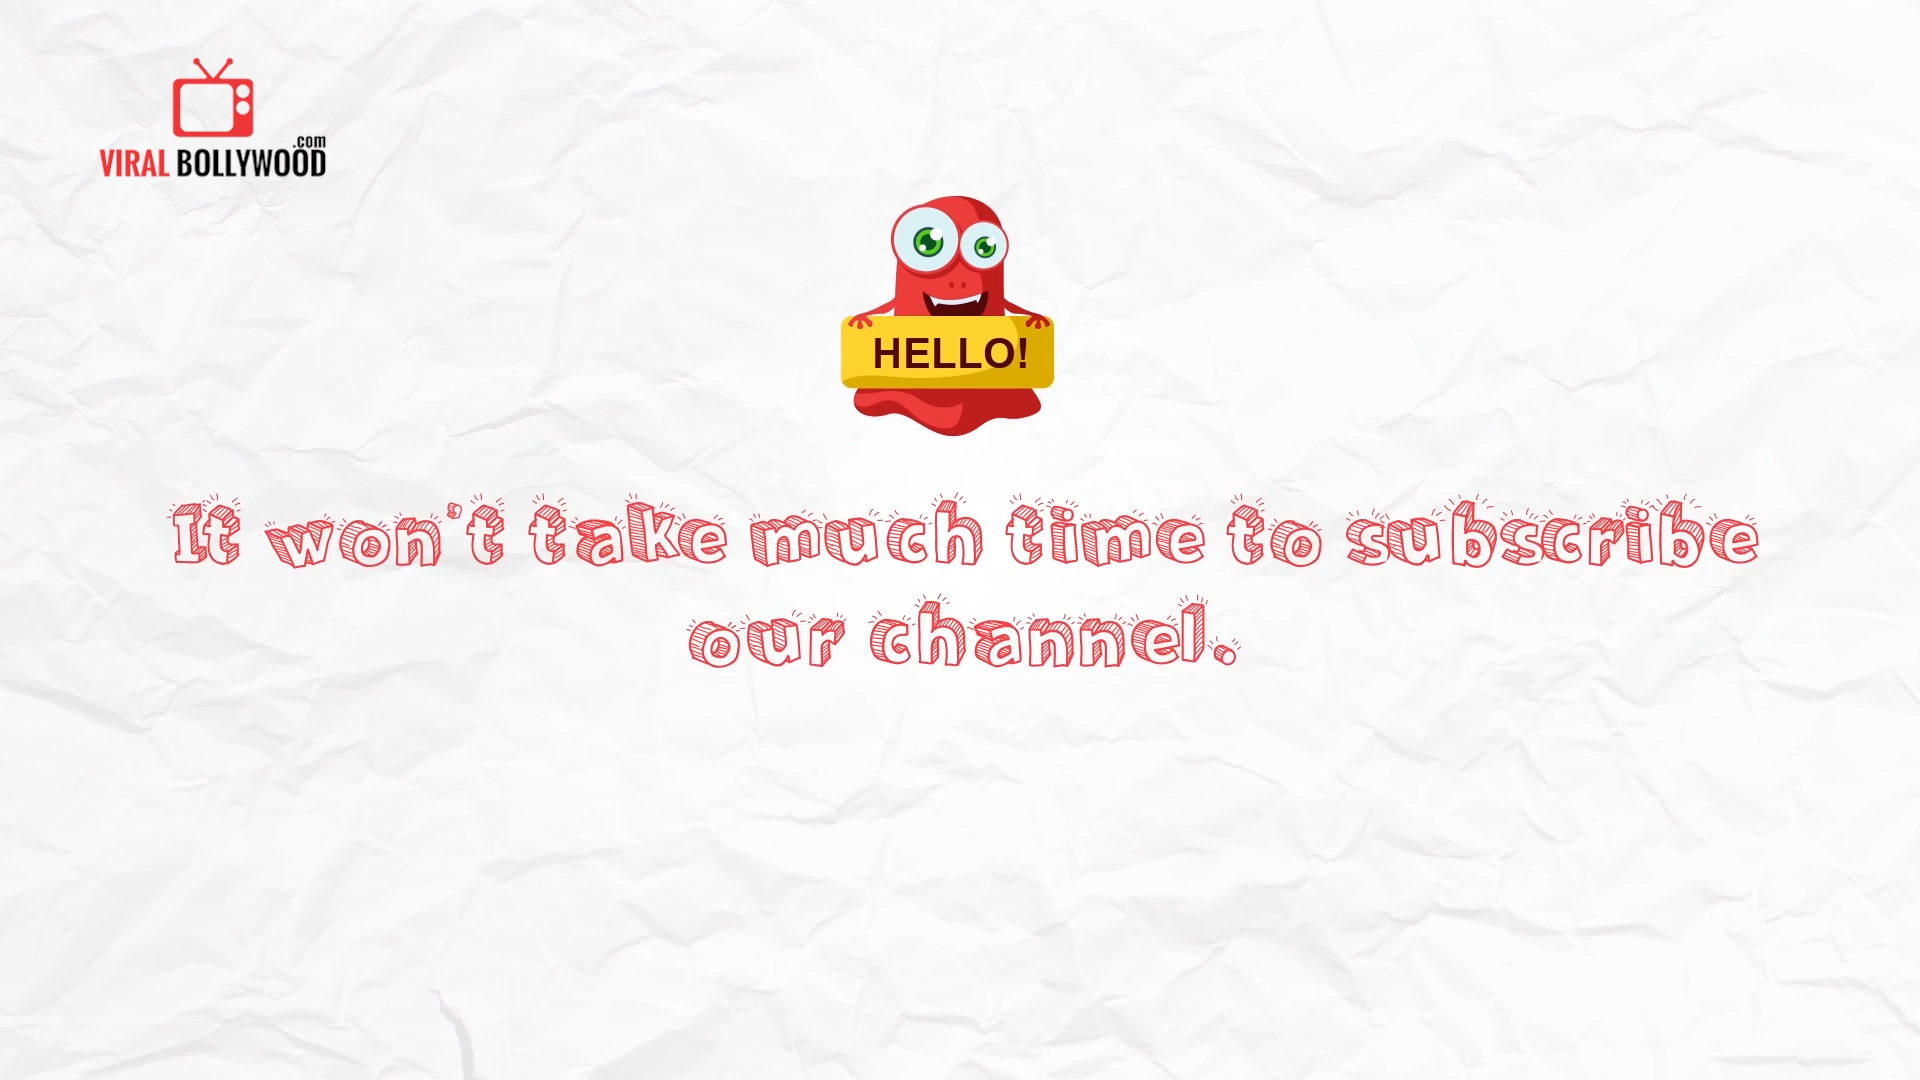 .com
VIRAL BOLLYWOOD
HELLO!
It won't take much time to subscribe
our channel.